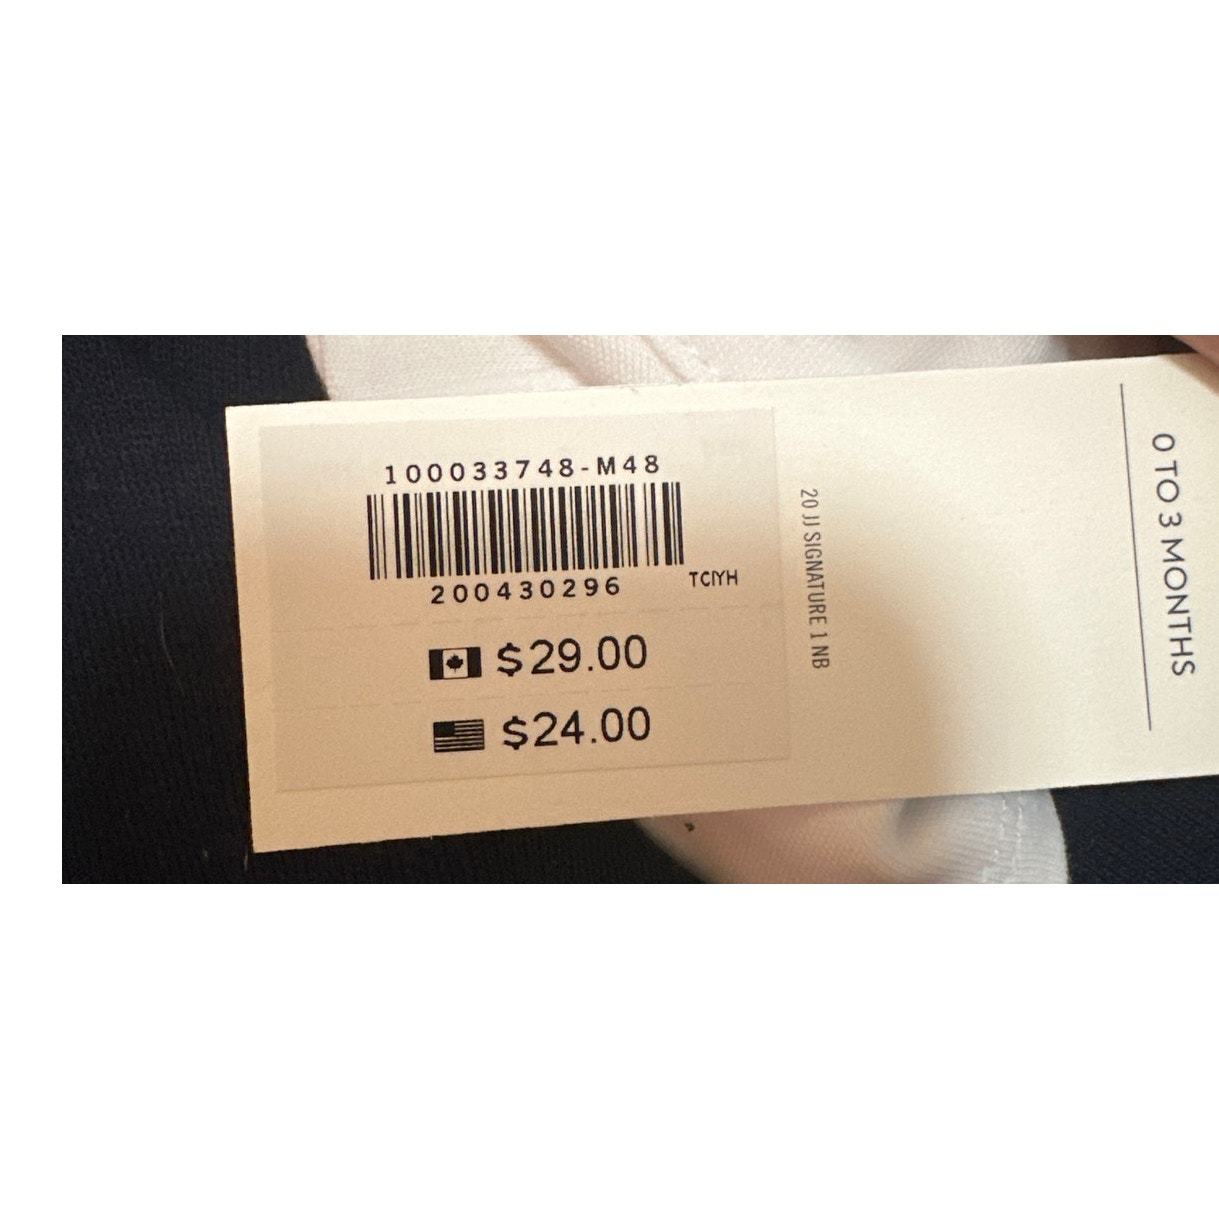 100033748-M48
200430296
TCIYH
$29.00
$24.00
20 JJ SIGNATURE 1 NB
0 TO 3 MONTHS